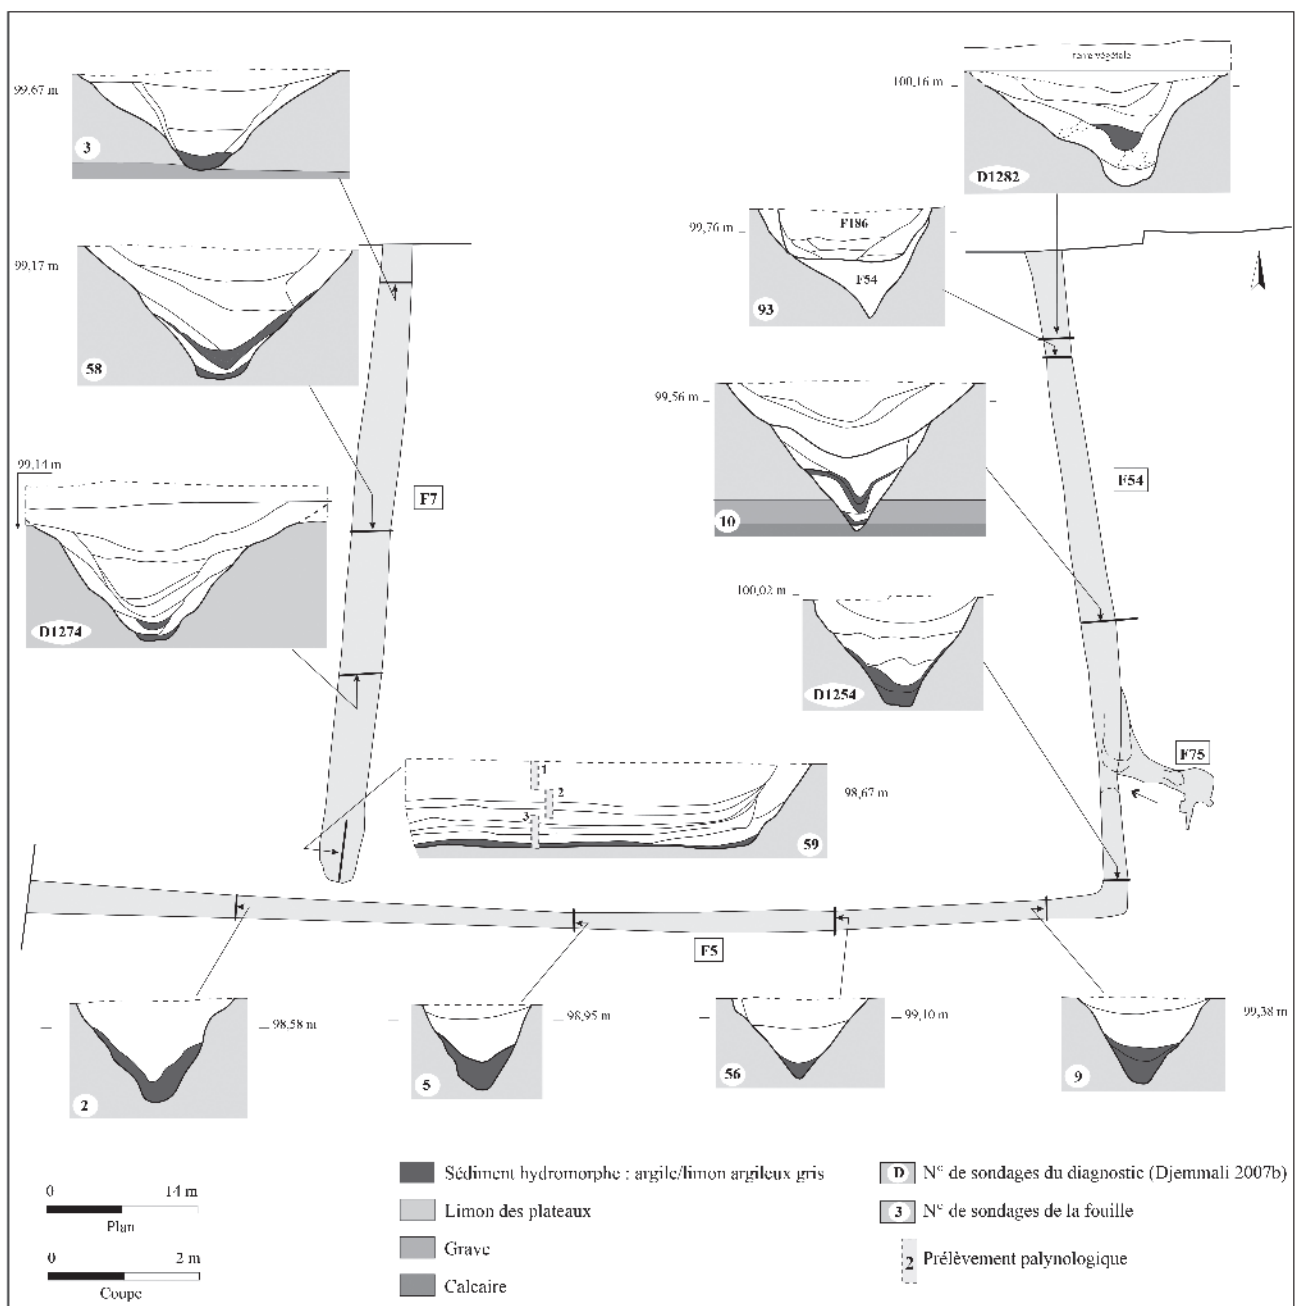 terre végétale
99,67 m
100,16 m
3
D1282
99,76 m
F186
F54
93
99,17 m
58
99,56 m
10
99,14 m
F7
F54
D1274
100,02 m
D1254
F75
1
2
3
98,67 m
59
F5
98,58 m
2
98,95 m
5
99,10 m
56
99,38 m
9
0 14 m
Plan
0 2 m
Coupe
Sédiment hydromorphe : argile/limon argileux gris
Limon des plateaux
Grave
Calcaire
D N° de sondages du diagnostic (Djemmali 2007b)
3 N° de sondages de la fouille
2 Prélèvement palynologique